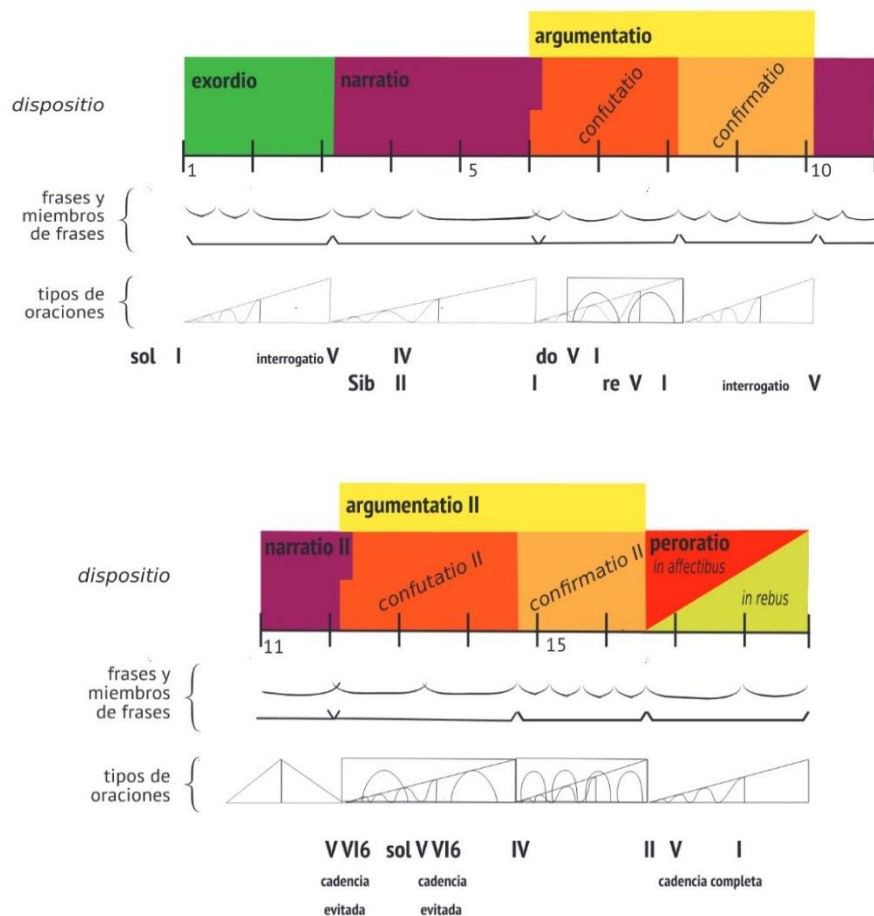 argumentatio
exordio narratio
dispositio
confutatio confirmatio
1 5 10
frases y
miembros
de frases
tipos de
oraciones
sol I interrogatio V IV do V I
Sib II I re V I interrogatio V
argumentatio II
narratio II confutatio II confirmatio II peroratio
in affectibus
dispositio
in rebus
11 15
frases y
miembros
de frases
tipos de
oraciones
V VI6 sol V VI6 IV II V I
cadencia cadencia cadencia completa
evitada evitada